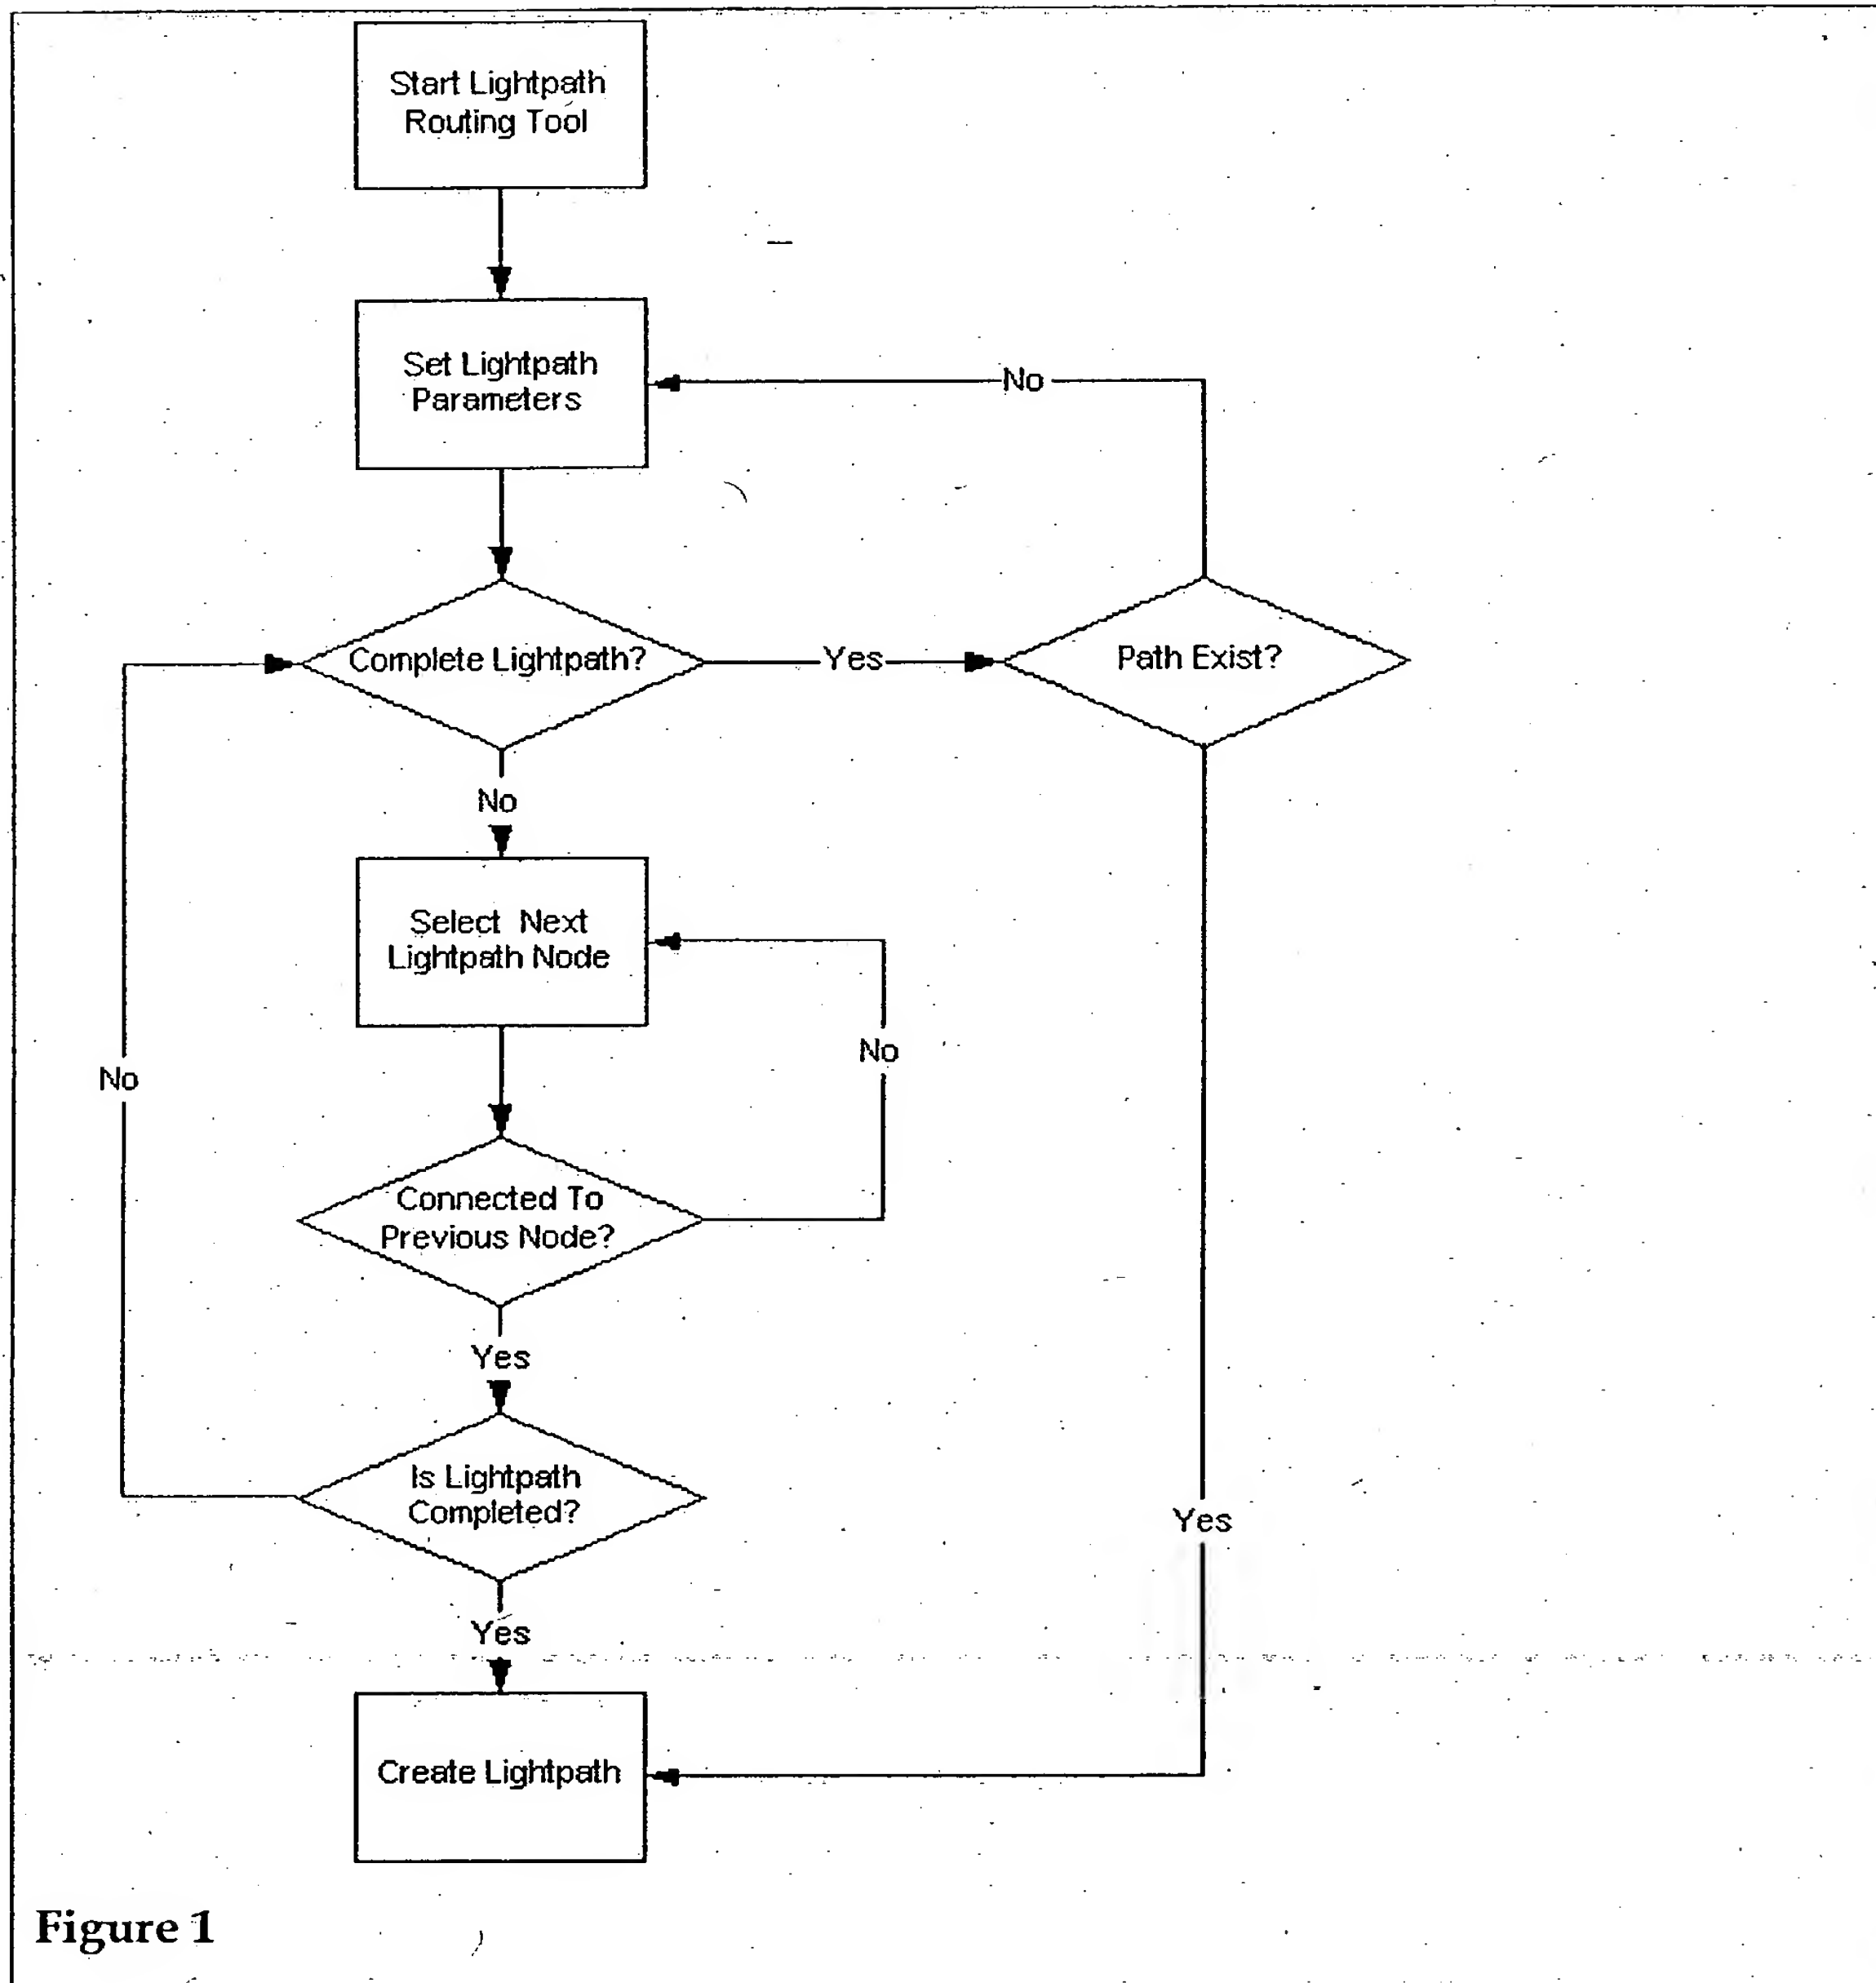 Start Lightpath
Routing Tool
Set Lightpath
Parameters
No
Complete Lightpath?
Yes
Path Exist?
No
Select Next
Lightpath Node
No
No
Connected To
Previous Node?
Yes
Is Lightpath
Completed?
Yes
Yes
Create Lightpath
Figure 1